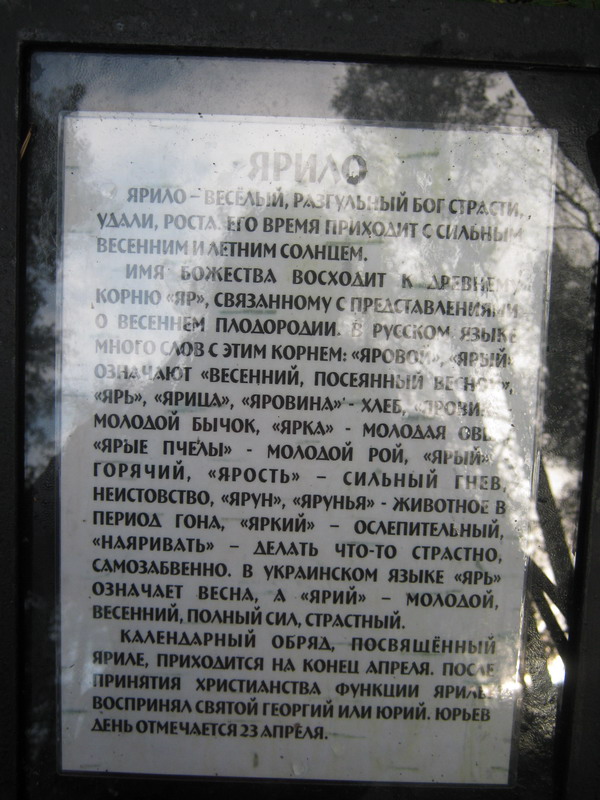 ЯРИЛО
ЯРИЛО – ВЕСЁЛЫЙ, РАЗГУЛЬНЫЙ БОГ СТРАСТИ,
УДАЛИ, РОСТА. ЕГО ВРЕМЯ ПРИХОДИТ С СИЛЬНЫМ
ВЕСЕННИМ И ЛЕТНИМ СОЛНЦЕМ.
ИМЯ БОЖЕСТВА ВОСХОДИТ К ДРЕВНЕМУ
КОРНЮ «ЯР», СВЯЗАННОМУ С ПРЕДСТАВЛЕНИЯМИ
О ВЕСЕННЕМ ПЛОДОРОДИИ. В РУССКОМ ЯЗЫКЕ
МНОГО СЛОВ С ЭТИМ КОРНЕМ: «ЯРОВОЙ», «ЯРЫЙ»
ОЗНАЧАЮТ «ВЕСЕННИЙ, ПОСЕЯННЫЙ ВЕСНОЙ»,
«ЯРЬ», «ЯРИЦА», «ЯРОВИНА» - ХЛЕБ,
МОЛОДОЙ БЫЧОК, «ЯРКА» - МОЛОДАЯ
«ЯРЫЕ ПЧЕЛЫ» - МОЛОДОЙ РОЙ, «ЯРЫЙ»
ГОРЯЧИЙ, «ЯРОСТЬ» – СИЛЬНЫЙ ГНЕВ,
НЕИСТОВСТВО, «ЯРУН», «ЯРУНЬЯ» - ЖИВОТНОЕ В
ПЕРИОД ГОНА, «ЯРКИЙ» – ОСЛЕПИТЕЛЬНЫЙ,
«НАЯРИВАТЬ» – ДЕЛАТЬ ЧТО-ТО СТРАСТНО,
САМОЗАБВЕННО. В УКРАИНСКОМ ЯЗЫКЕ «ЯРЬ»
ОЗНАЧАЕТ ВЕСНА, А «ЯРИЙ» – МОЛОДОЙ,
ВЕСЕННИЙ, ПОЛНЫЙ СИЛ, СТРАСТНЫЙ.
КАЛЕНДАРНЫЙ ОБРЯД, ПОСВЯЩЁННЫЙ
ЯРИЛЕ, ПРИХОДИТСЯ НА КОНЕЦ АПРЕЛЯ. ПОСЛЕ
ПРИНЯТИЯ ХРИСТИАНСТВА ФУНКЦИИ ЯРИЛЫ
ВОСПРИНЯЛ СВЯТОЙ ГЕОРГИЙ ИЛИ ЮРИЙ. ЮРЬЕВ
ДЕНЬ ОТМЕЧАЕТСЯ 23 АПРЕЛЯ.